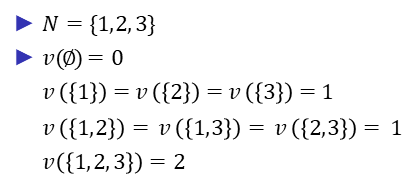 ▶ N = {1,2,3}
▶ v(∅) = 0
v ({1}) = v ({2}) = v ({3}) = 1
v ({1,2}) = v ({1,3}) = v ({2,3}) = 1
v({1,2,3}) = 2